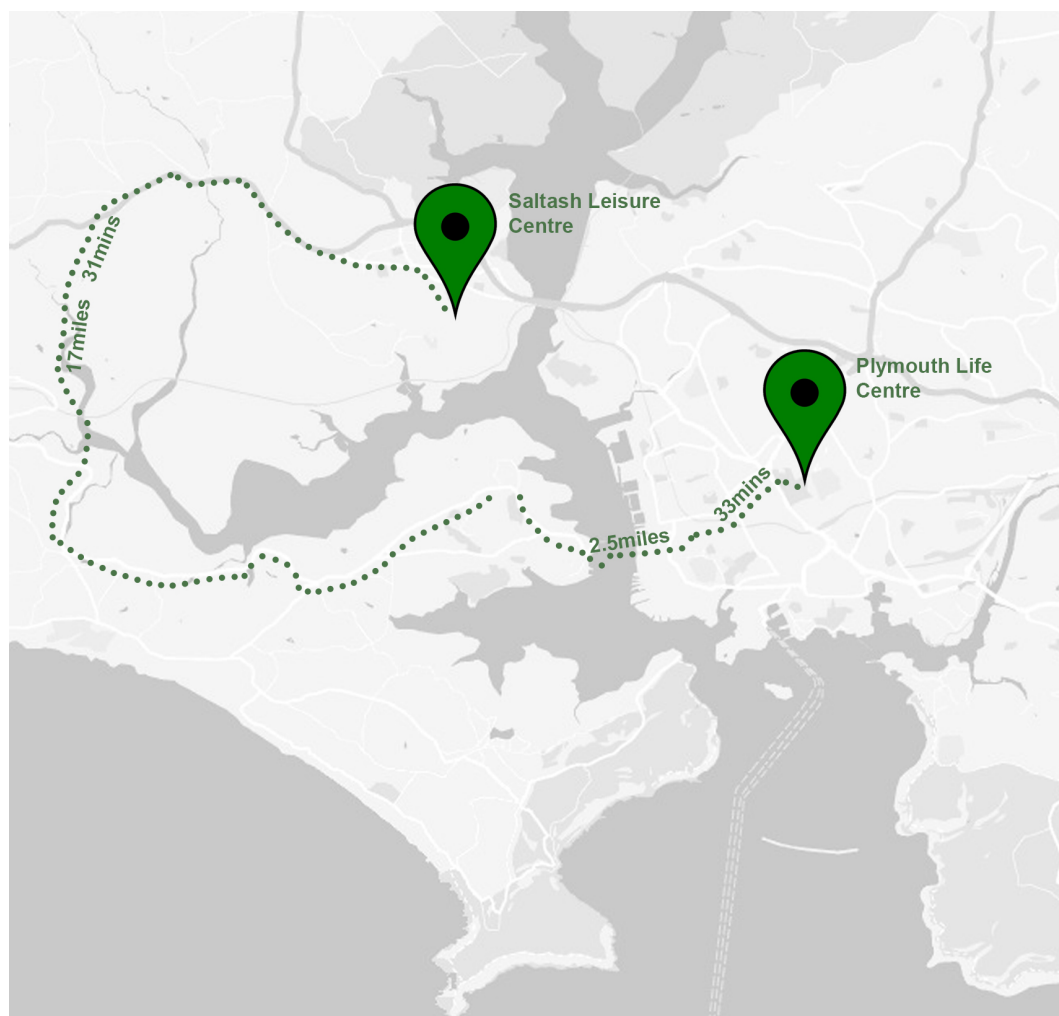 Saltash Leisure
Centre
31mins
17miles
Plymouth Life
Centre
33mins
2.5miles